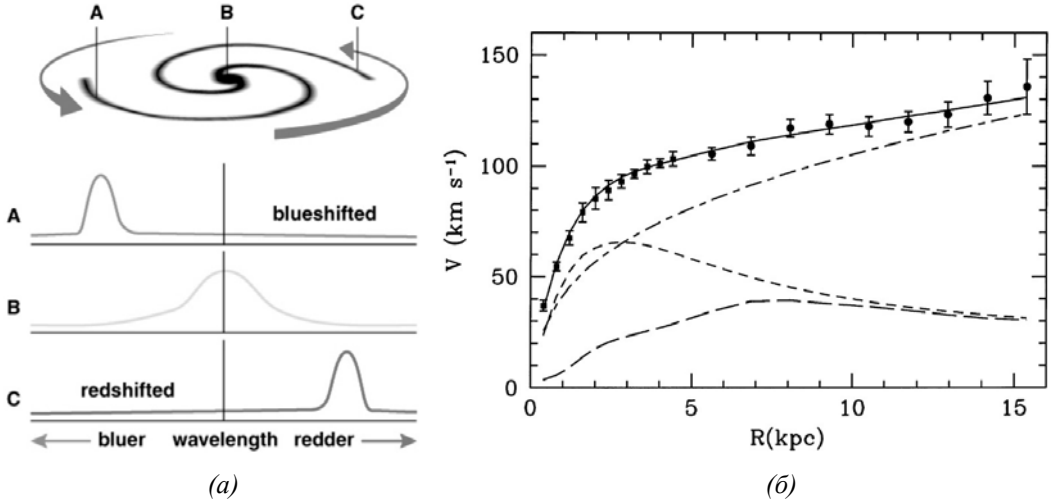 A B C
A
blueshifted
B
C
redshifted
bluer wavelength redder
(а)
150
100
50
0
V (km s⁻¹)
0 5 10 15
R(kpc)
(б)